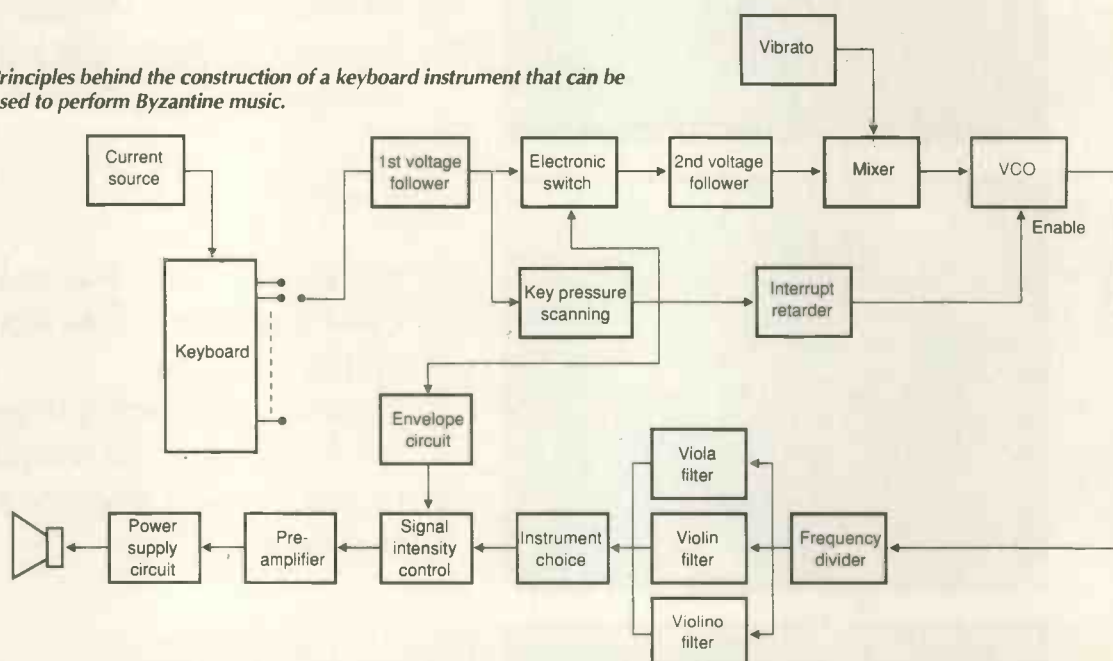 Vibrato
rinciples behind the construction of a keyboard instrument that can be
sed to perform Byzantine music.
Current
source
1st voltage
follower
Electronic
switch
2nd voltage
follower
Mixer
VCO
Enable
Key pressure
scanning
Interrupt
retarder
Keyboard
Envelope
circuit
Viola
filter
Power
supply
circuit
Pre-
amplifier
Signal
intensity
control
Instrument
choice
Violin
filter
Frequency
divider
Violino
filter